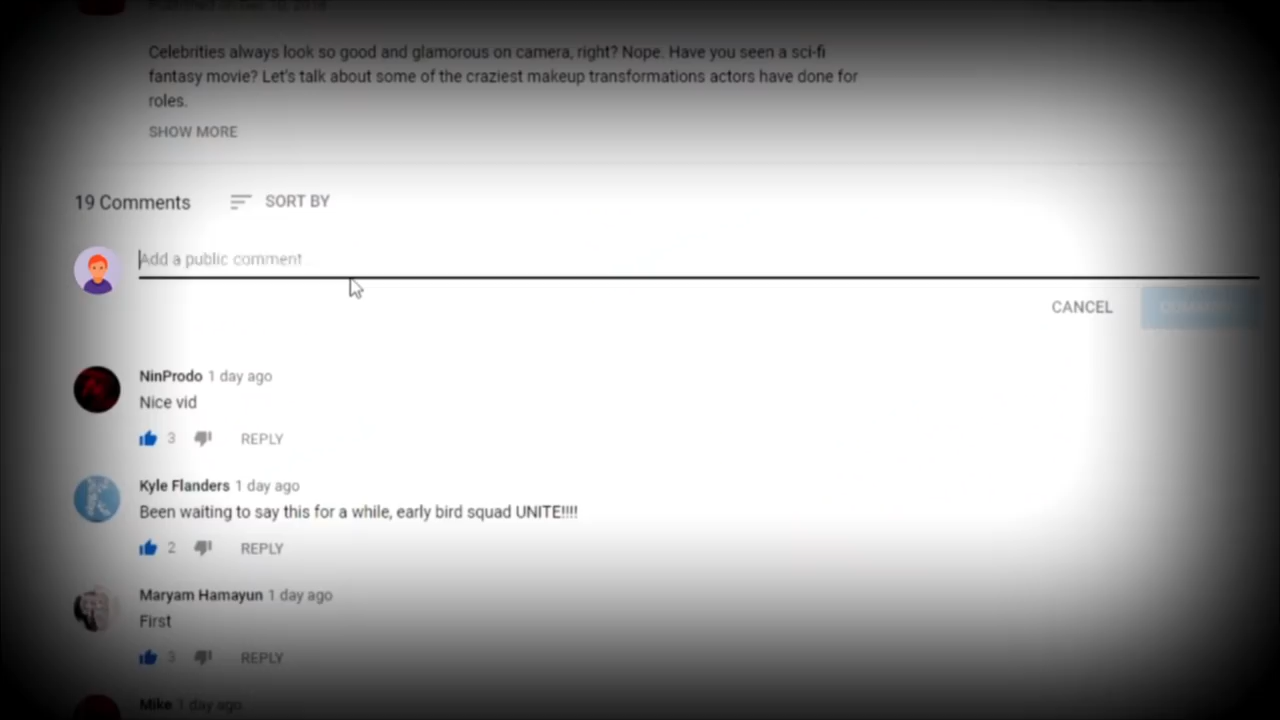 Celebrities always look so good and glamorous on camera, right? Nope. Have you seen a sci-fi
fantasy movie? Let's talk about some of the craziest makeup transformations actors have done for
roles.
SHOW MORE
19 Comments SORT BY
Add a public comment
CANCEL
NinProdo 1 day ago
Nice vid
3 REPLY
Kyle Flanders 1 day ago
Been waiting to say this for a while, early bird squad UNITE!!!!
2 REPLY
Maryam Hamayun 1 day ago
First
3 REPLY
Mike 1 day ago